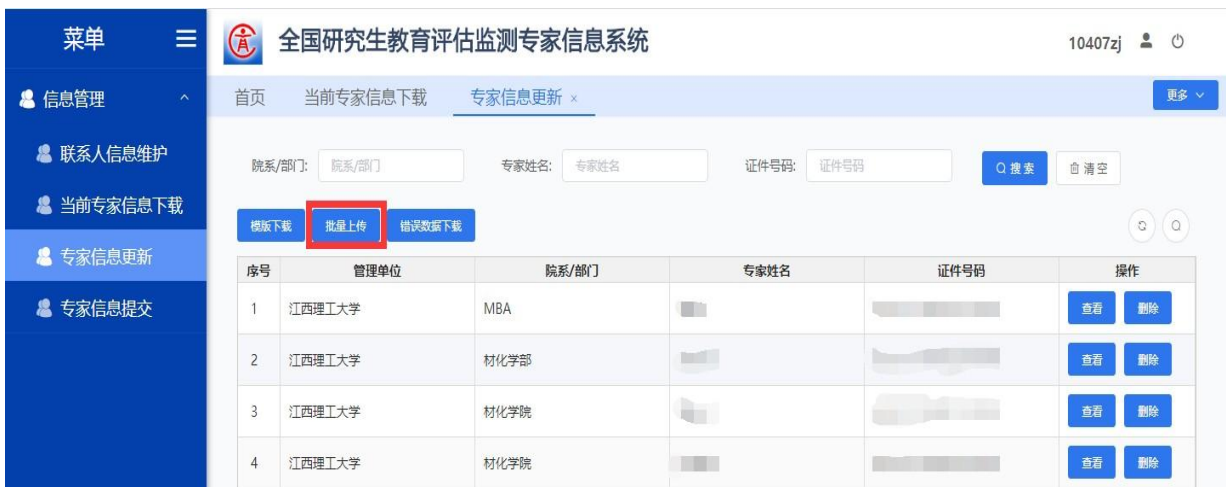 菜单
全国研究生教育评估监测专家信息系统
10407zj
信息管理
首页 当前专家信息下载 专家信息更新 ×
更多
联系人信息维护
当前专家信息下载
专家信息更新
专家信息提交
院系/部门: 院系/部门 专家姓名: 专家姓名 证件号码: 证件号码 搜索 清空
模版下载 批量上传 错误数据下载
序号 管理单位 院系/部门 专家姓名 证件号码 操作
1 江西理工大学 MBA 查看 删除
2 江西理工大学 材化学部 查看 删除
3 江西理工大学 材化学院 查看 删除
4 江西理工大学 材化学院 查看 删除